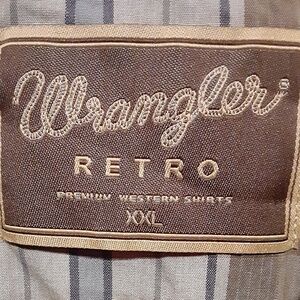 Wrangler®
RETRO
PREMIUM WESTERN SHIRTS
XXL